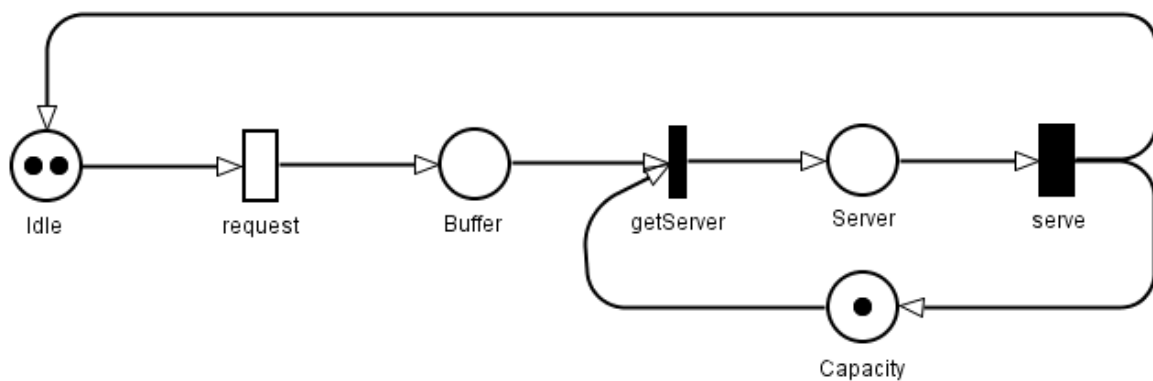 Idle
request
Buffer
getServer
Server
serve
Capacity